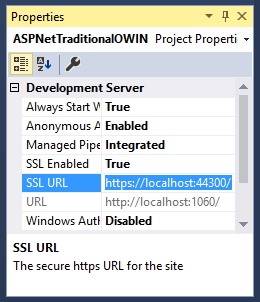 Properties
ASPNetTraditionalOWIN Project Properti
Development Server
Always Start W True
Anonymous A Enabled
Managed Pipe Integrated
SSL Enabled True
SSL URL https://localhost:44300/
URL http://localhost:1060/
Windows Auth Disabled
SSL URL
The secure https URL for the site